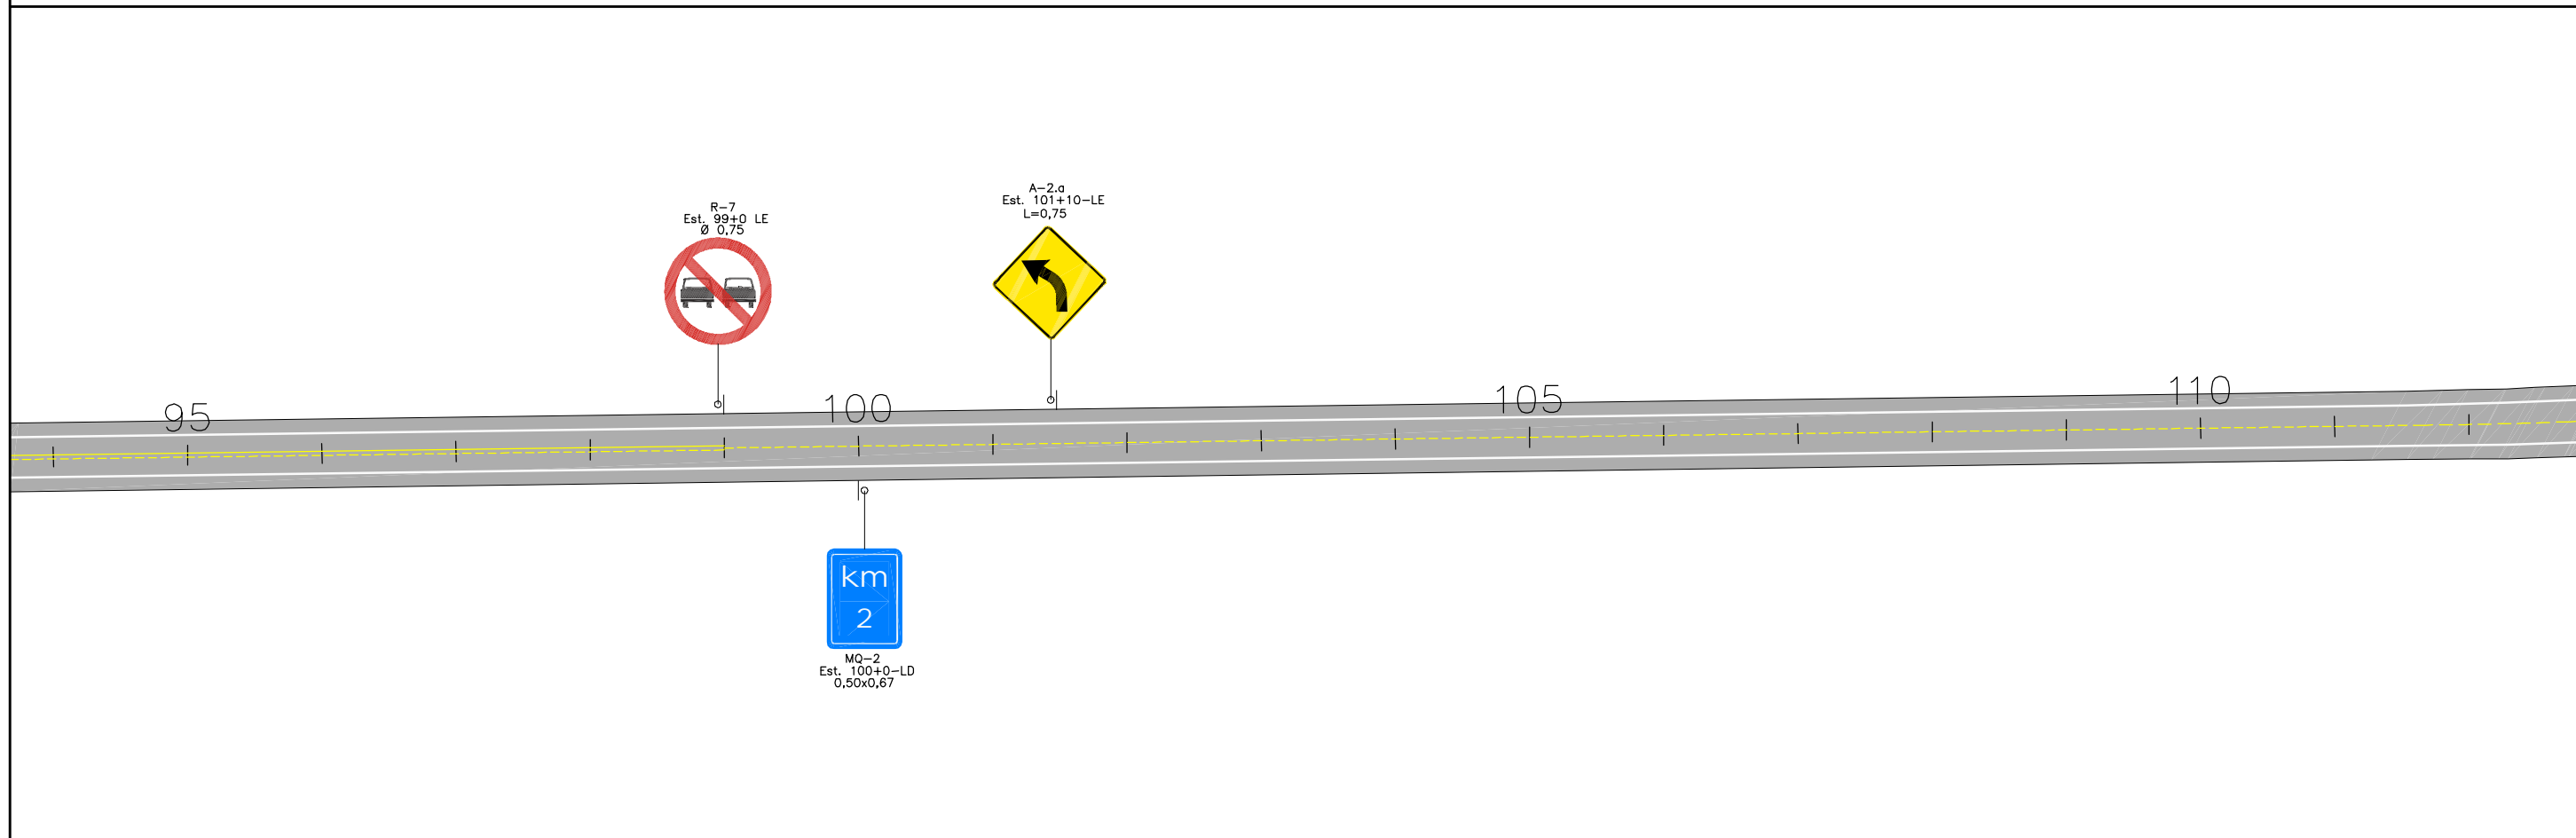 A-2.a
Est. 101+10-LE
L=0,75
R-7
Est. 99+0 LE
Ø 0,75
95
100
105
110
km
2
MQ-2
Est. 100+0-LD
0,50x0,67